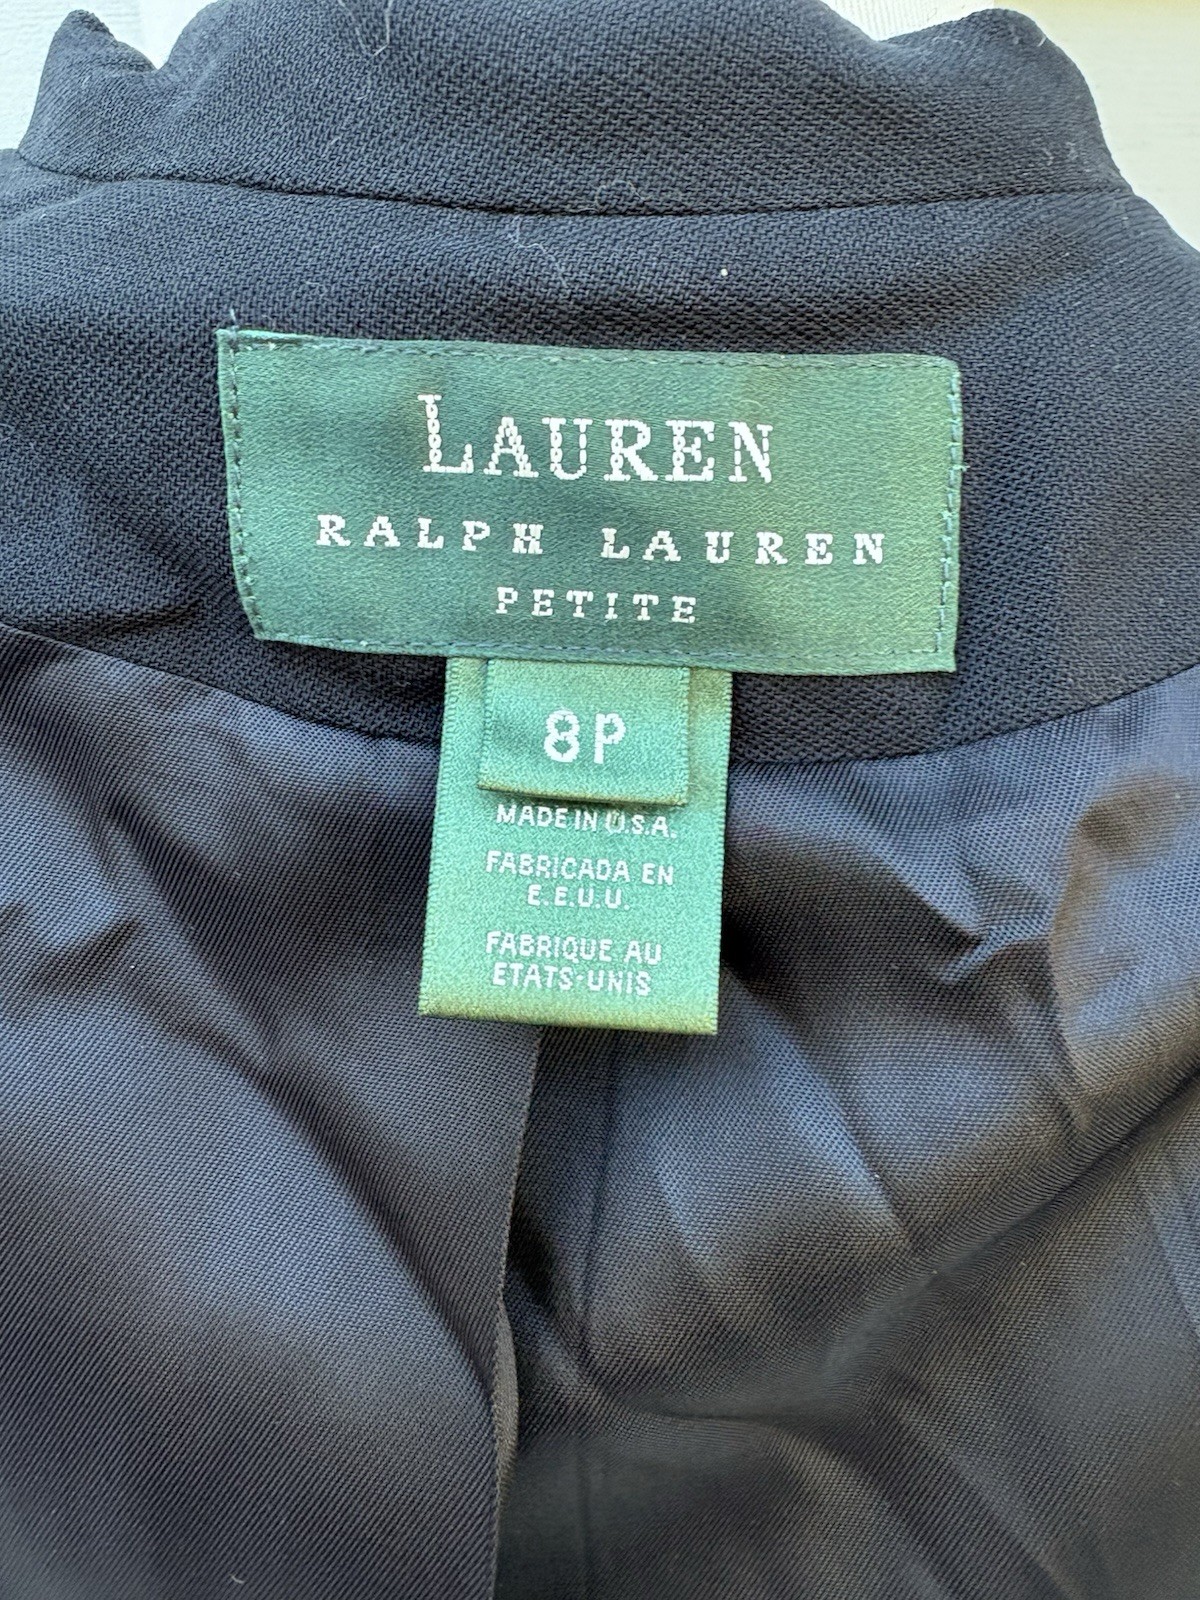 LAUREN
RALPH LAUREN
PETITE
8P
MADE IN U.S.A.
FABRICADA EN
E.E.U.U.
FABRIQUE AU
ETATS-UNIS